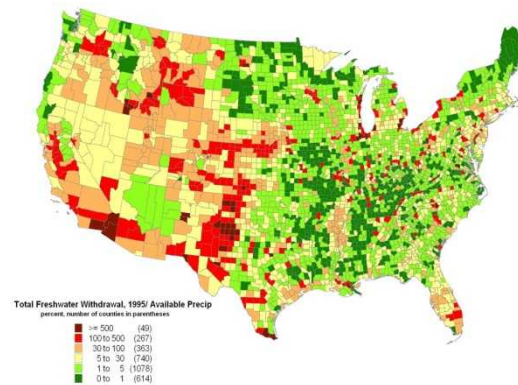 Total Freshwater Withdrawal, 1995/ Available Precip
percent, number of counties in parentheses
>= 500 (49)
100 to 500 (267)
30 to 100 (363)
5 to 30 (740)
1 to 5 (1078)
0 to 1 (614)